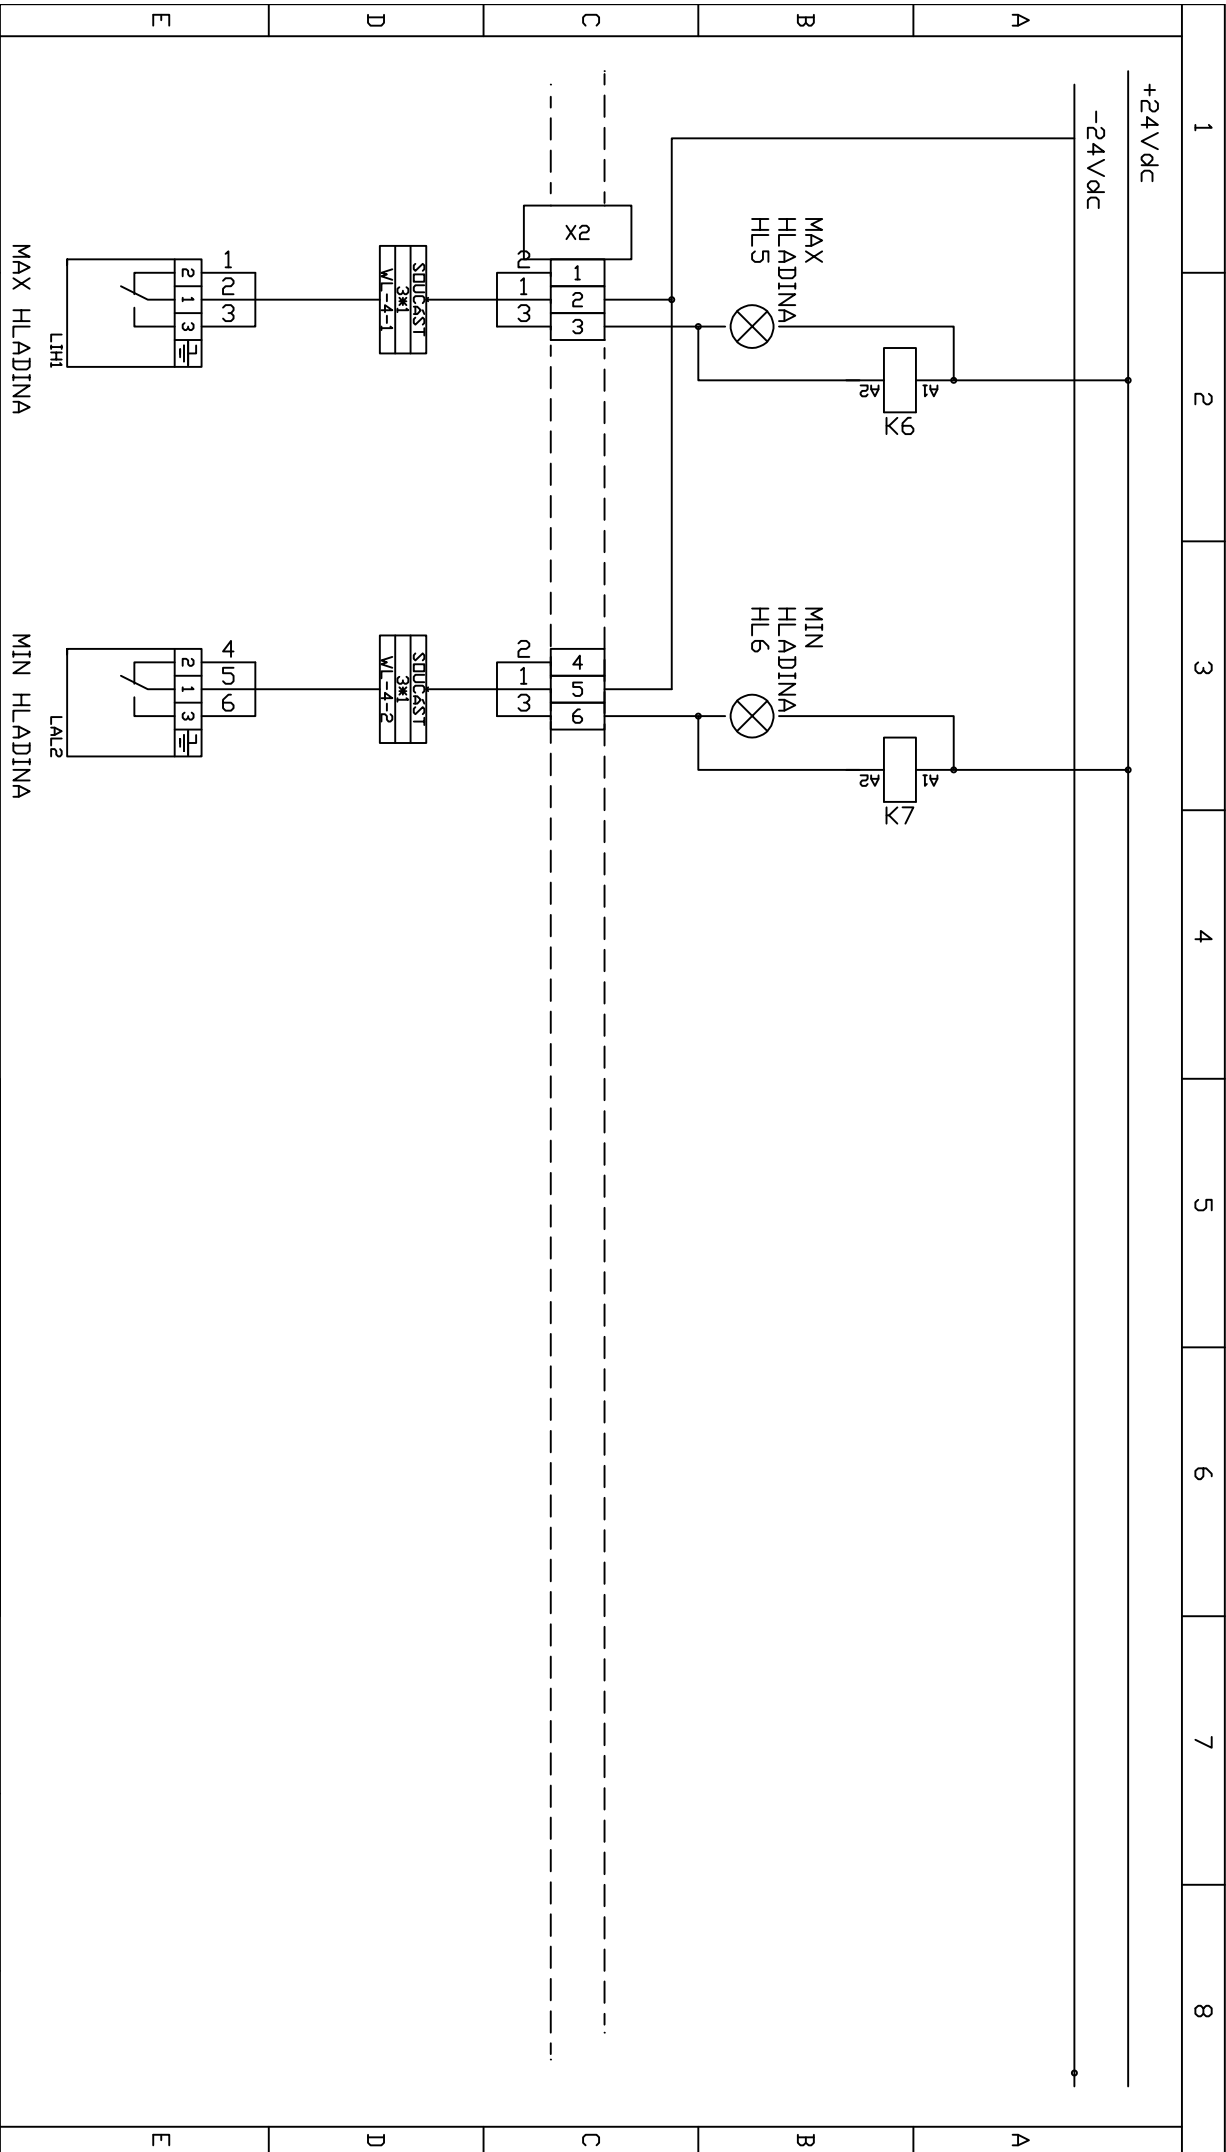 1
2
3
4
5
6
7
8
A
B
C
D
E
A
B
C
D
E
+24Vdc
-24Vdc
MAX
HLADINA
HL5
A1
A2
K6
MIN
HLADINA
HL6
A1
A2
K7
X2
1
2
3
2
1
3
4
5
6
2
1
3
SOUCAST
3*1
WL-4-1
SOUCAST
3*1
WL-4-2
1
2
3
2
1
3
LIH1
MAX HLADINA
4
5
6
2
1
3
LAL2
MIN HLADINA